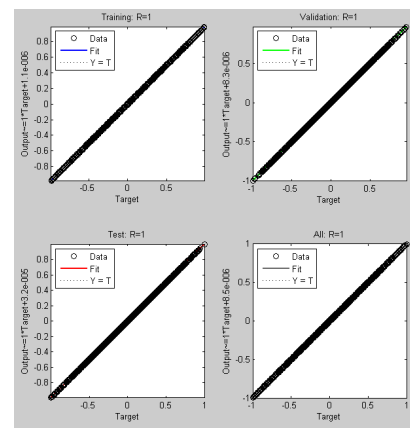 Training: R=1
Output~=1*Target+1.1e-006
0.8
0.6
0.4
0.2
0
-0.2
-0.4
-0.6
-0.8
Data
Fit
Y = T
-0.5
0
0.5
Target
Validation: R=1
Output~=1*Target+8.3e-006
0.5
0
-0.5
-1
Data
Fit
Y = T
-1
-0.5
0
0.5
Target
Test: R=1
Output~=1*Target+3.2e-005
0.8
0.6
0.4
0.2
0
-0.2
-0.4
-0.6
-0.8
Data
Fit
Y = T
-0.5
0
0.5
1
Target
All: R=1
Output~=1*Target+8.5e-006
1
0.5
0
-0.5
-1
Data
Fit
Y = T
-1
-0.5
0
0.5
1
Target